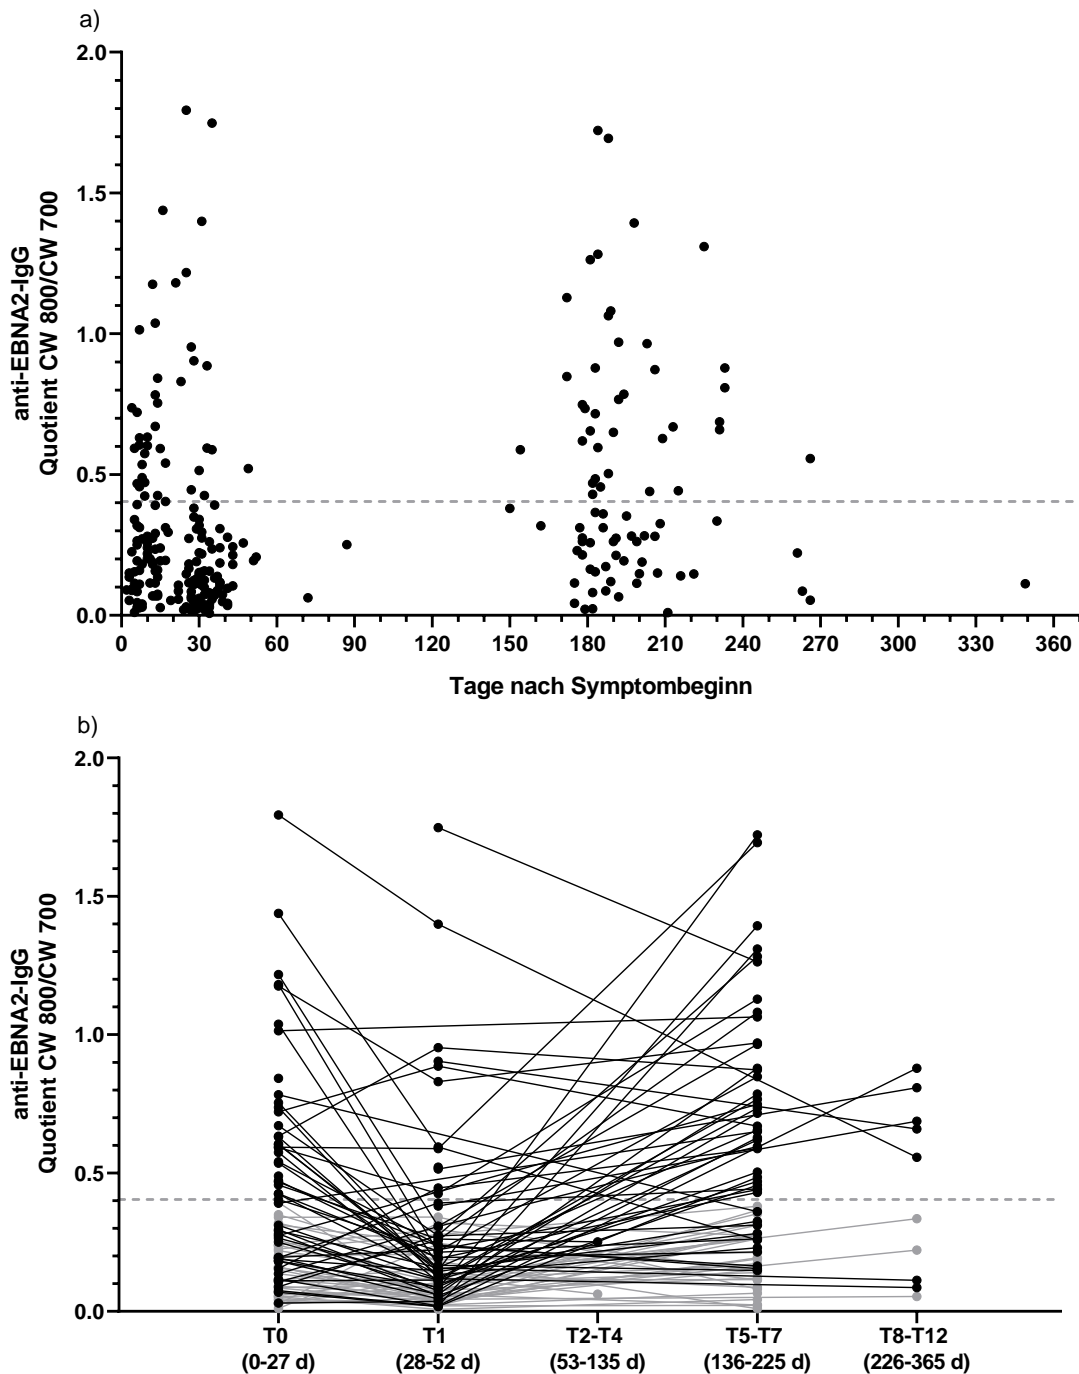 a)
anti-EBNA2-IgG
Quotient CW 800/CW 700
2.0
1.5
1.0
0.5
0.0
0 30 60 90 120 150 180 210 240 270 300 330 360
Tage nach Symptombeginn
b)
anti-EBNA2-IgG
Quotient CW 800/CW 700
2.0
1.5
1.0
0.5
0.0
T0 T1 T2-T4 T5-T7 T8-T12
(0-27 d) (28-52 d) (53-135 d) (136-225 d) (226-365 d)